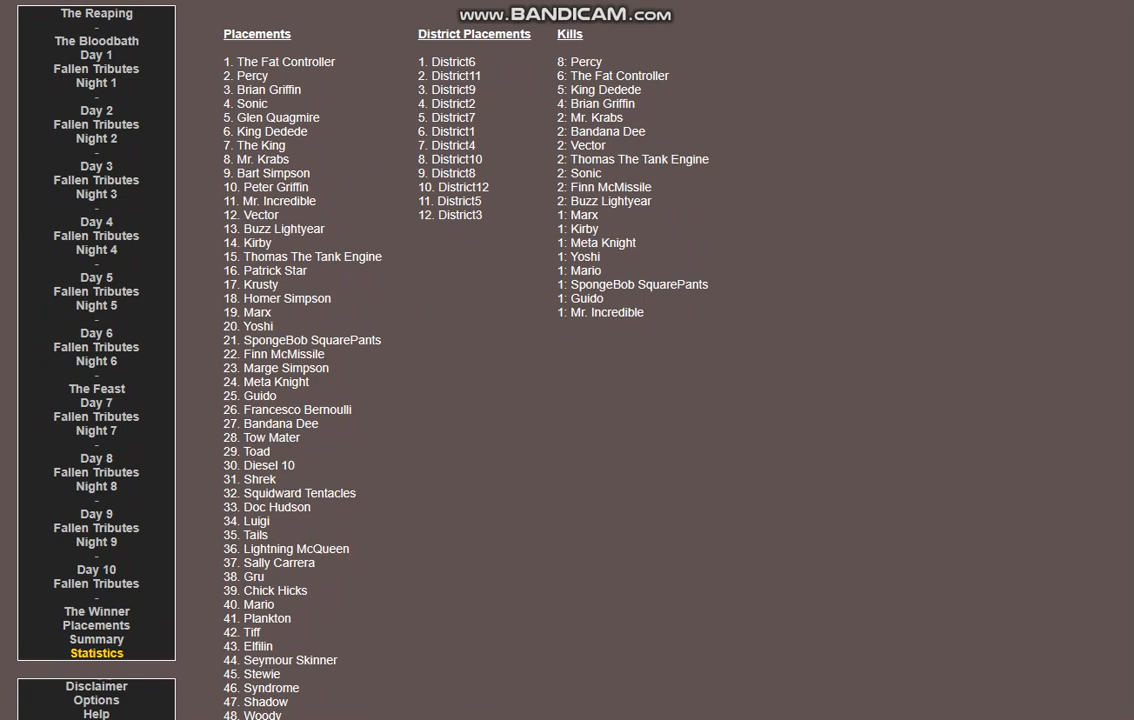 The Reaping
-
The Bloodbath
Day 1
Fallen Tributes
Night 1
-
Day 2
Fallen Tributes
Night 2
-
Day 3
Fallen Tributes
Night 3
-
Day 4
Fallen Tributes
Night 4
-
Day 5
Fallen Tributes
Night 5
-
Day 6
Fallen Tributes
Night 6
-
The Feast
Day 7
Fallen Tributes
Night 7
-
Day 8
Fallen Tributes
Night 8
-
Day 9
Fallen Tributes
Night 9
-
Day 10
Fallen Tributes
-
The Winner
Placements
Summary
Statistics
Disclaimer
Options
Help
www.BANDICAM.com
Placements
1. The Fat Controller
2. Percy
3. Brian Griffin
4. Sonic
5. Glen Quagmire
6. King Dedede
7. The King
8. Mr. Krabs
9. Bart Simpson
10. Peter Griffin
11. Mr. Incredible
12. Vector
13. Buzz Lightyear
14. Kirby
15. Thomas The Tank Engine
16. Patrick Star
17. Krusty
18. Homer Simpson
19. Marx
20. Yoshi
21. SpongeBob SquarePants
22. Finn McMissile
23. Marge Simpson
24. Meta Knight
25. Guido
26. Francesco Bernoulli
27. Bandana Dee
28. Tow Mater
29. Toad
30. Diesel 10
31. Shrek
32. Squidward Tentacles
33. Doc Hudson
34. Luigi
35. Tails
36. Lightning McQueen
37. Sally Carrera
38. Gru
39. Chick Hicks
40. Mario
41. Plankton
42. Tiff
43. Elfilin
44. Seymour Skinner
45. Stewie
46. Syndrome
47. Shadow
48. Woody
District Placements
1. District6
2. District11
3. District9
4. District2
5. District7
6. District1
7. District4
8. District10
9. District8
10. District12
11. District5
12. District3
Kills
8: Percy
6: The Fat Controller
5: King Dedede
4: Brian Griffin
2: Mr. Krabs
2: Bandana Dee
2: Vector
2: Thomas The Tank Engine
2: Sonic
2: Finn McMissile
2: Buzz Lightyear
1: Marx
1: Kirby
1: Meta Knight
1: Yoshi
1: Mario
1: SpongeBob SquarePants
1: Guido
1: Mr. Incredible